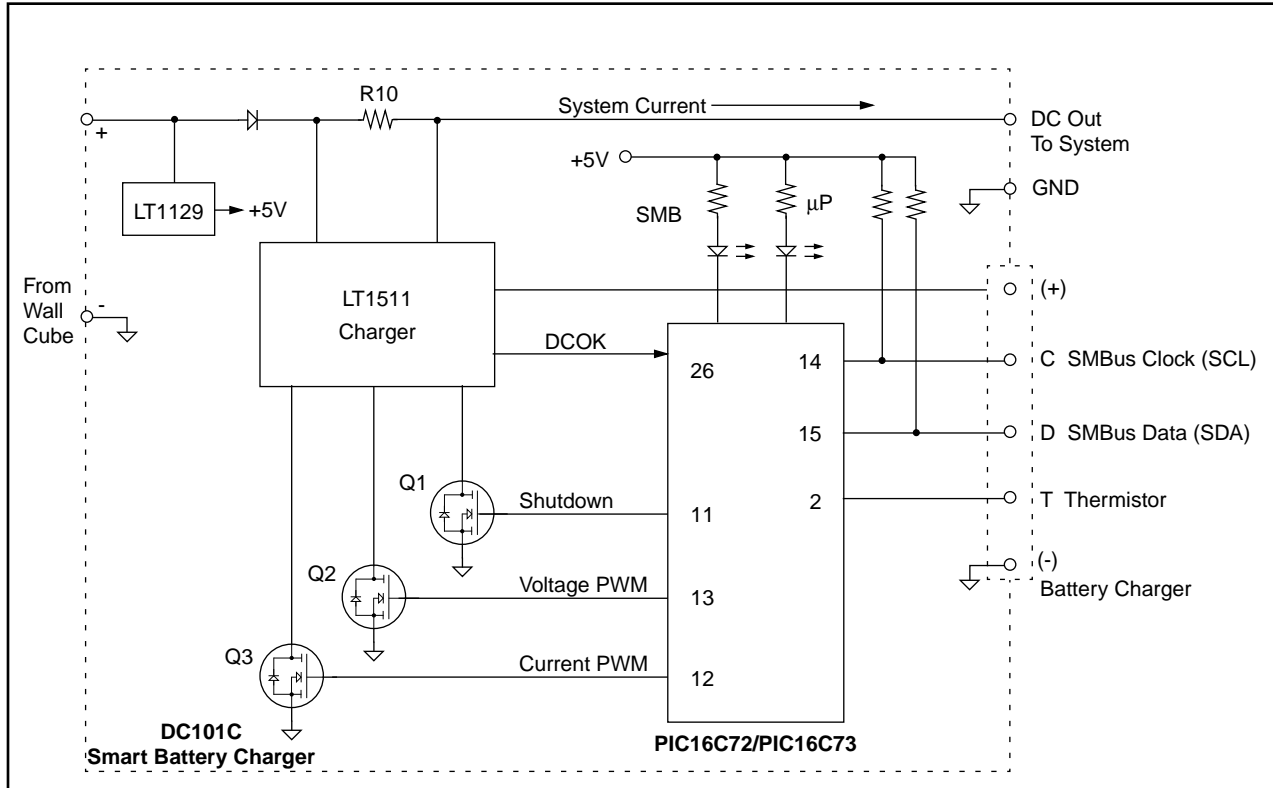 R10
System Current
+
DC Out
To System
+5V
GND
LT1129
+5V
SMB
μP
From
Wall
Cube
-
LT1511
Charger
(+)
DCOK
26
14
C SMBus Clock (SCL)
15
D SMBus Data (SDA)
Q1
Shutdown
11
2
T Thermistor
Q2
Voltage PWM
13
(-)
Battery Charger
Q3
Current PWM
12
DC101C
Smart Battery Charger
PIC16C72/PIC16C73